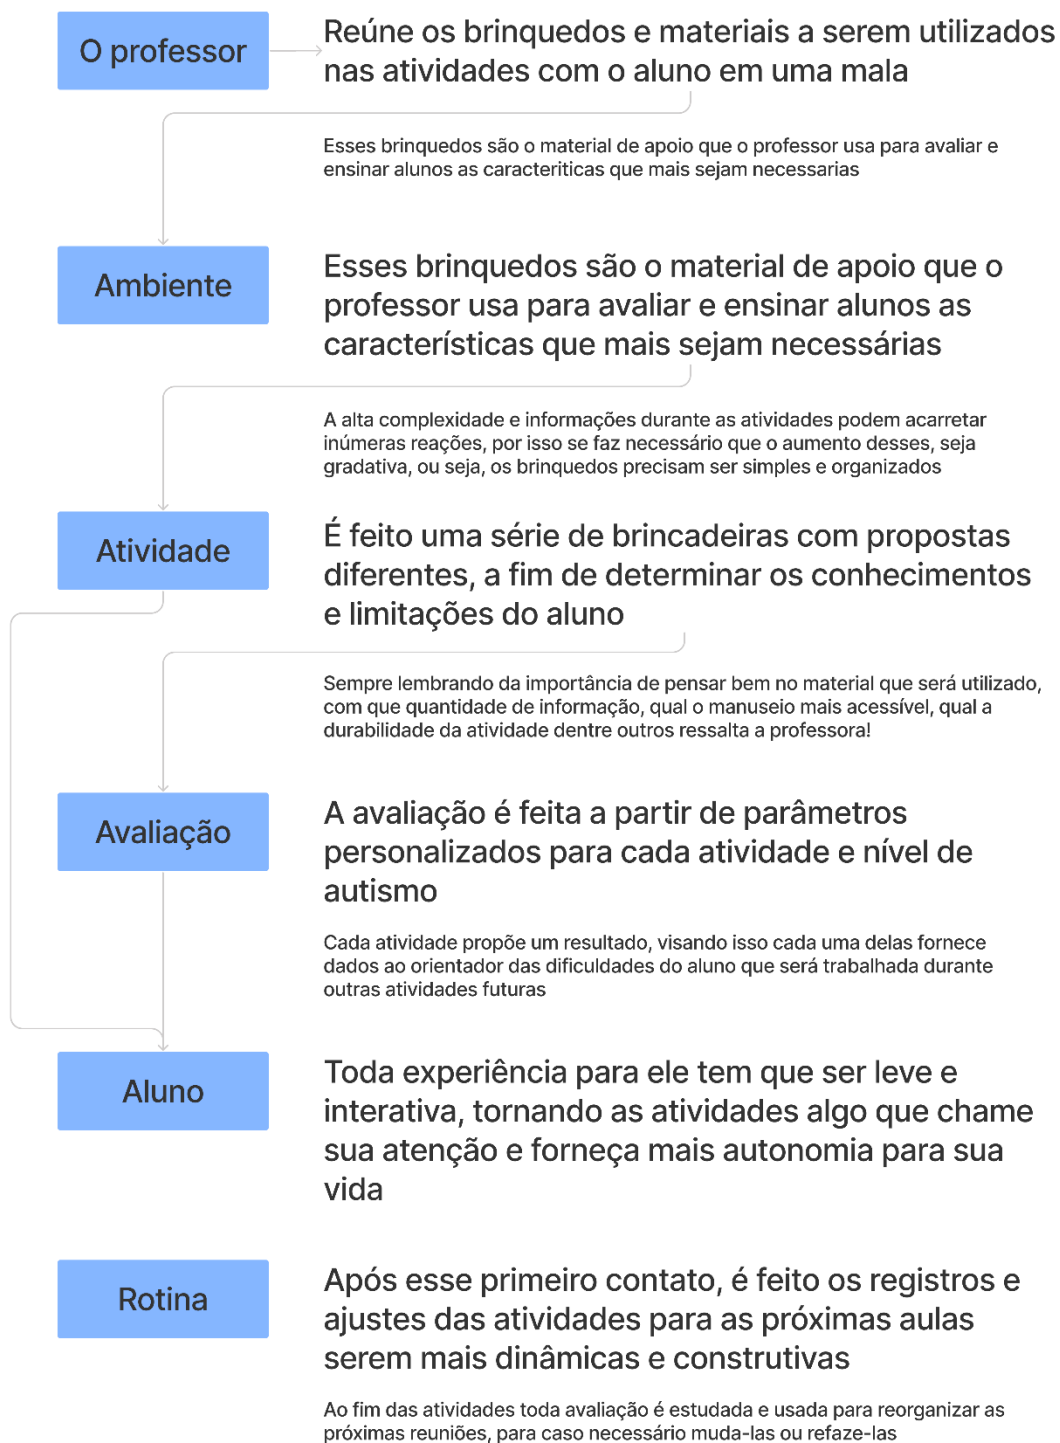 O professor
Reúne os brinquedos e materiais a serem utilizados
nas atividades com o aluno em uma mala
Esses brinquedos são o material de apoio que o professor usa para avaliar e
ensinar alunos as caracteriticas que mais sejam necessarias
Ambiente
Esses brinquedos são o material de apoio que o
professor usa para avaliar e ensinar alunos as
características que mais sejam necessárias
A alta complexidade e informações durante as atividades podem acarretar
inúmeras reações, por isso se faz necessário que o aumento desses, seja
gradativa, ou seja, os brinquedos precisam ser simples e organizados
Atividade
É feito uma série de brincadeiras com propostas
diferentes, a fim de determinar os conhecimentos
e limitações do aluno
Sempre lembrando da importância de pensar bem no material que será utilizado,
com que quantidade de informação, qual o manuseio mais acessível, qual a
durabilidade da atividade dentre outros ressalta a professora!
Avaliação
A avaliação é feita a partir de parâmetros
personalizados para cada atividade e nível de
autismo
Cada atividade propõe um resultado, visando isso cada uma delas fornece
dados ao orientador das dificuldades do aluno que será trabalhada durante
outras atividades futuras
Aluno
Toda experiência para ele tem que ser leve e
interativa, tornando as atividades algo que chame
sua atenção e forneça mais autonomia para sua
vida
Rotina
Após esse primeiro contato, é feito os registros e
ajustes das atividades para as próximas aulas
serem mais dinâmicas e construtivas
Ao fim das atividades toda avaliação é estudada e usada para reorganizar as
próximas reuniões, para caso necessário muda-las ou refaze-las